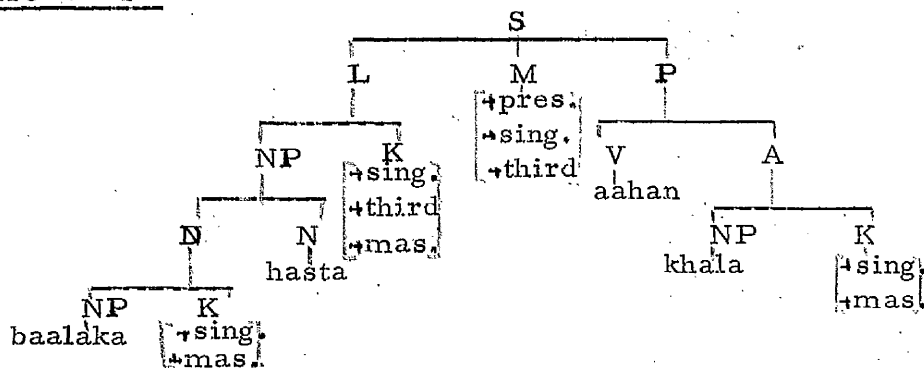 S
L M P
[+pres.
+sing.
+third]
NP K V A
[+sing.
+third
+mas.]
aahan
D N NP K
hasta khala
[+sing
+mas.]
NP K
baalaka [+sing.
+mas.]